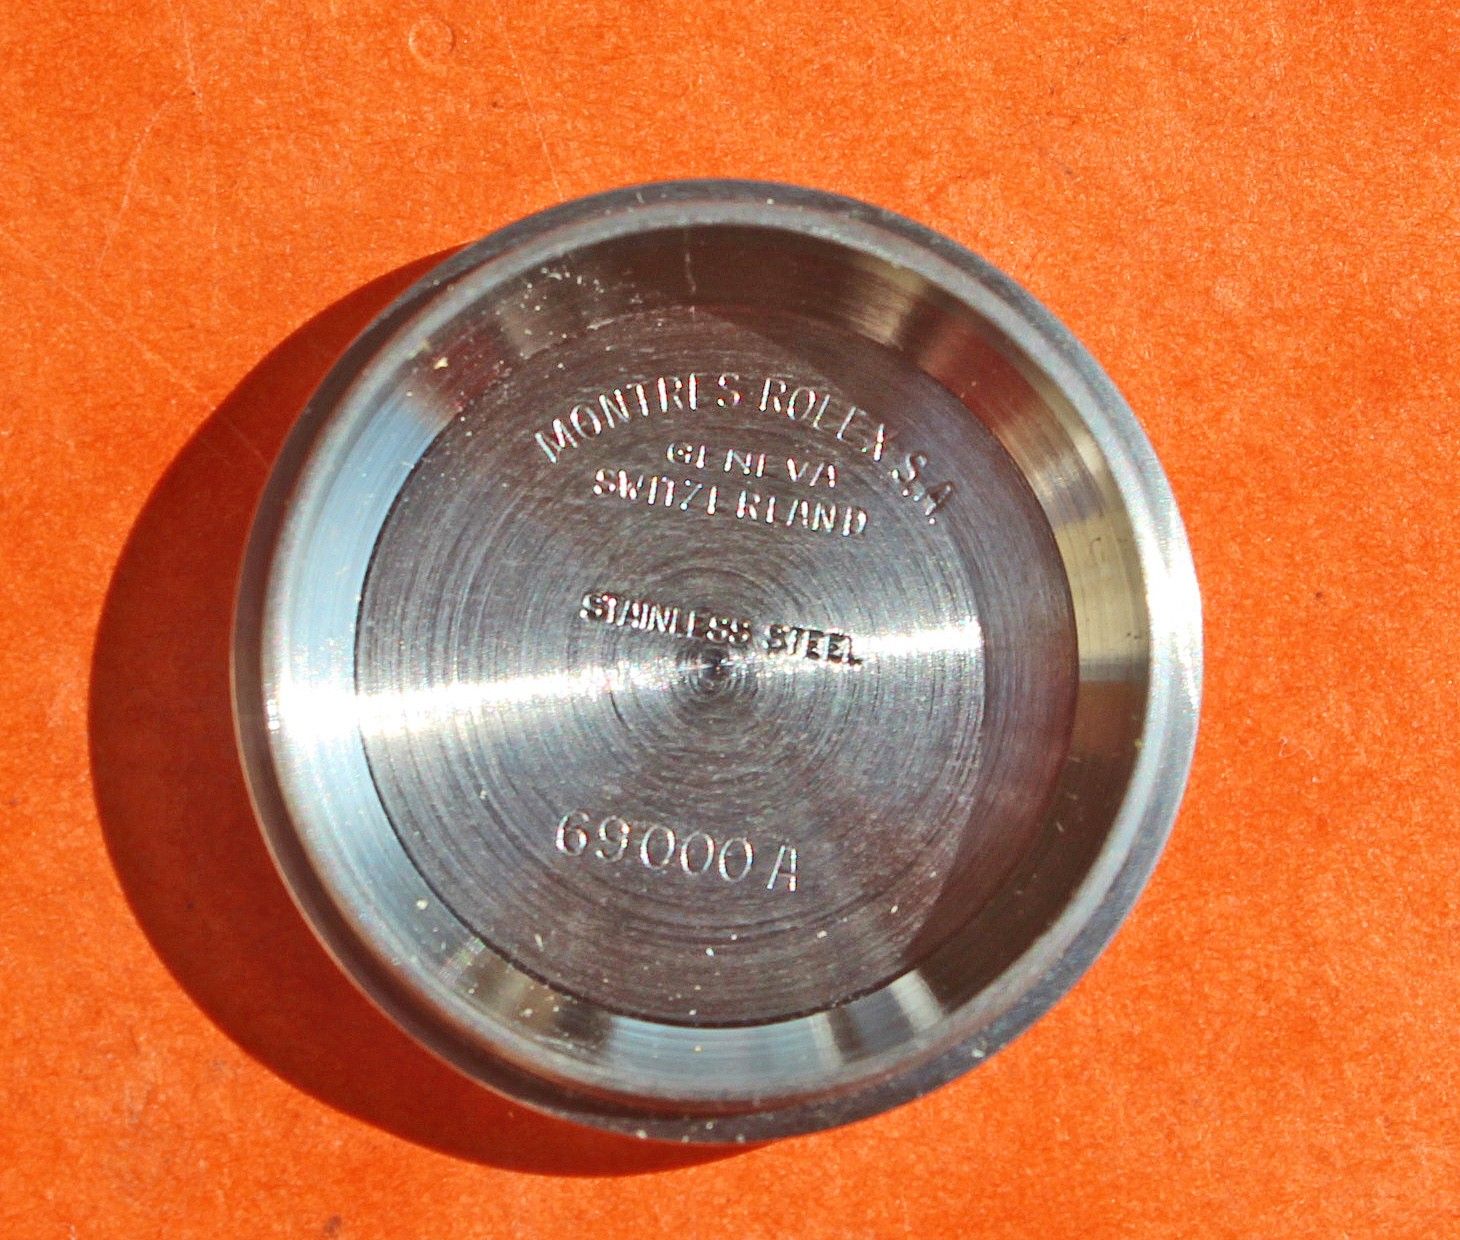 MONTRES ROLEX S.A.
GENEVA
SWITZERLAND
STAINLESS STEEL
69000 A